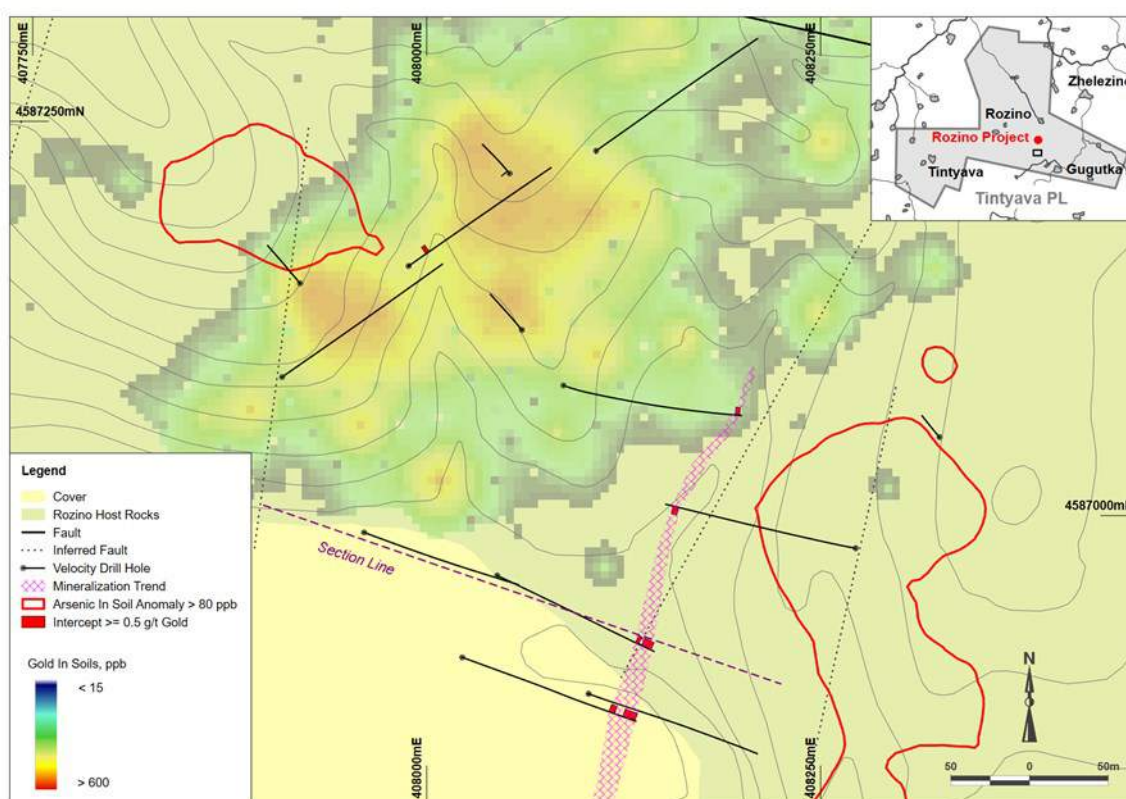 407750mE
408000mE
408250mE
4587250mN
Zhelezino
Rozino
Rozino Project
Tintyava
Gugutka
Tintyava PL
4587000mN
Section Line
Legend
Cover
Rozino Host Rocks
Fault
Inferred Fault
Velocity Drill Hole
Mineralization Trend
Arsenic In Soil Anomaly > 80 ppb
Intercept >= 0.5 g/t Gold
Gold In Soils, ppb
< 15
> 600
408000mE
408250mE
N
50 0 50m